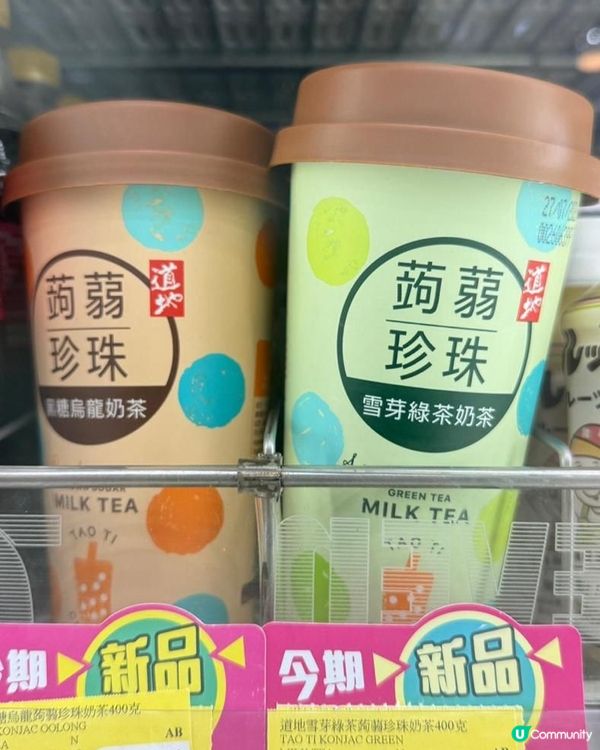 蒟蒻
珍珠
道地
黑糖烏龍奶茶
MILK TEA
TAO TI
蒟蒻
珍珠
道地
雪芽綠茶奶茶
GREEN TEA
MILK TEA
TAO TI
期
新品
今期
新品
糖烏龍蒟蒻珍珠奶茶400克
KONJAC OOLONG
N
AB
道地雪芽綠茶蒟蒻珍珠奶茶400克
TAO TI KONJAC GREEN
U Community